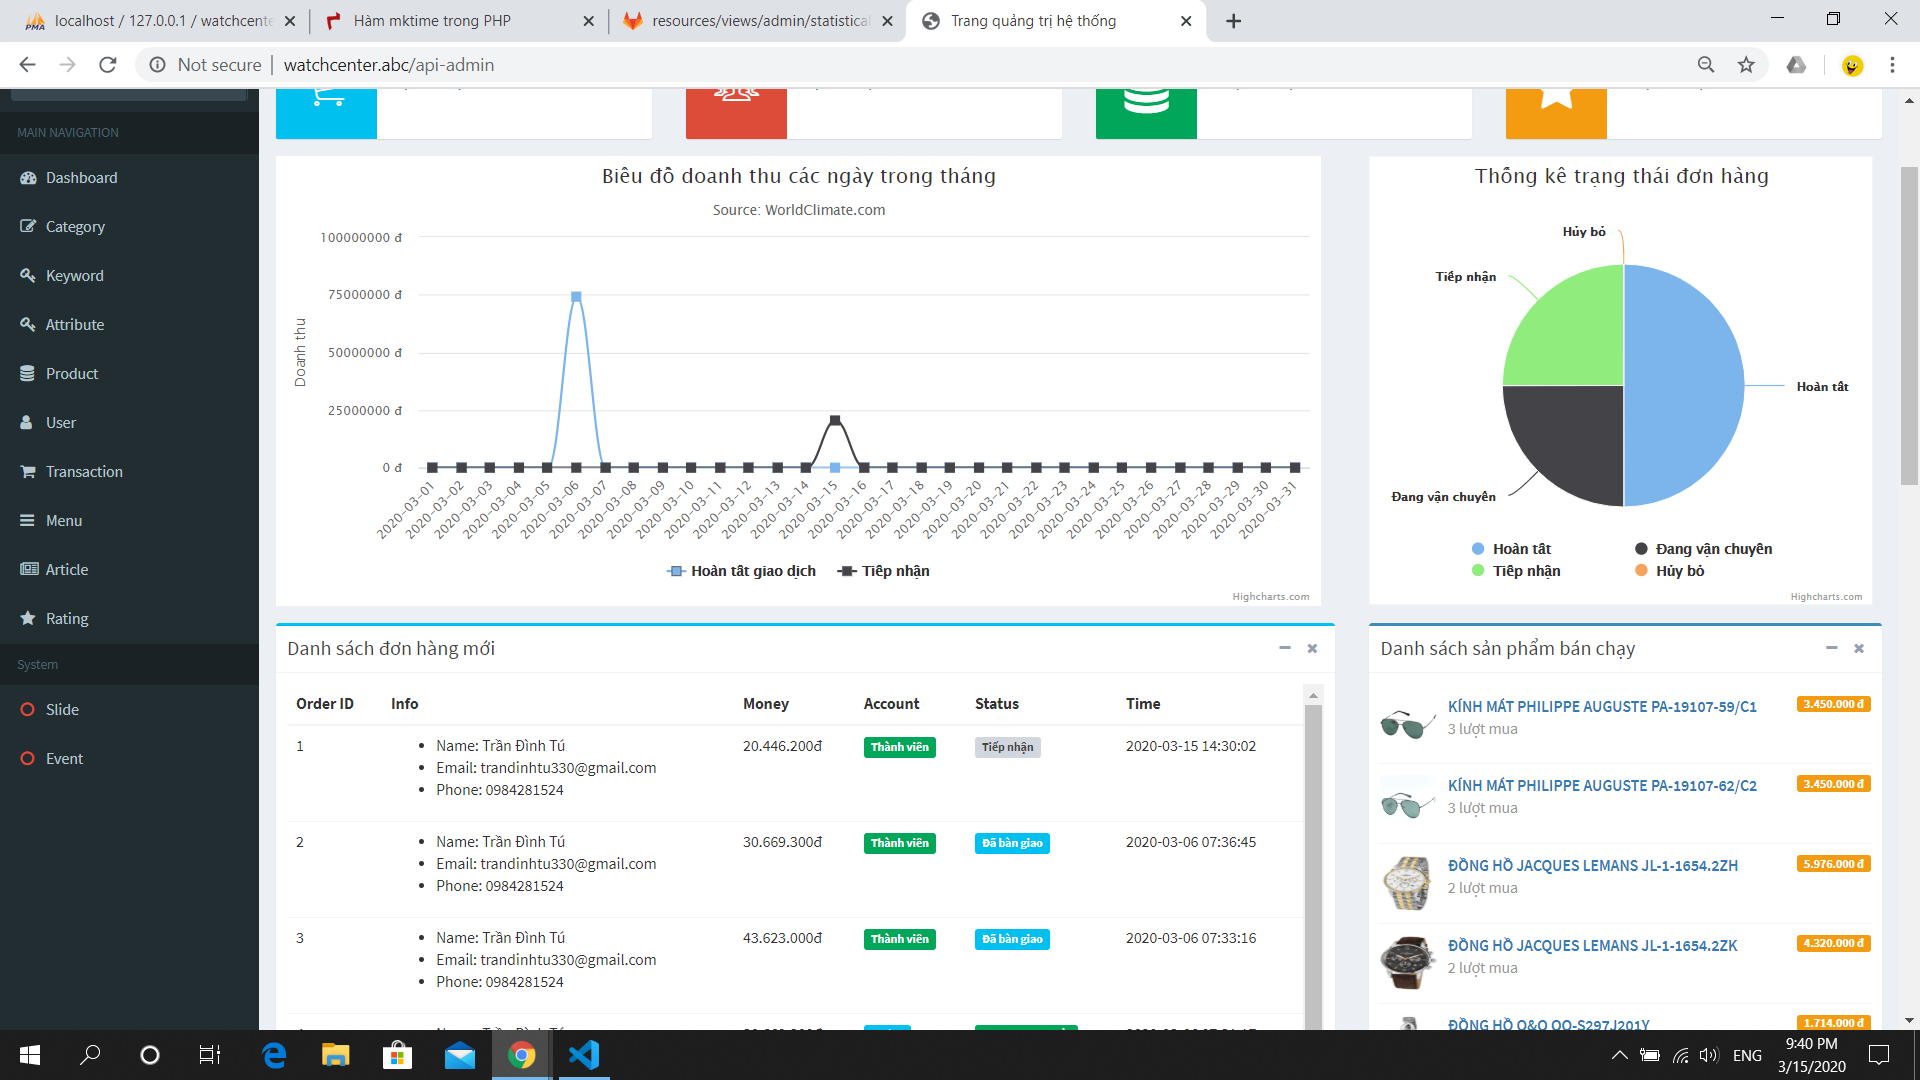 localhost / 127.0.0.1 / watchcente
Hàm mktime trong PHP
resources/views/admin/statistical
Trang quảng trị hệ thống
Not secure
watchcenter.abc/api-admin
MAIN NAVIGATION
Dashboard
Category
Keyword
Attribute
Product
User
Transaction
Menu
Article
Rating
System
Slide
Event
Biểu đồ doanh thu các ngày trong tháng
Source: WorldClimate.com
Doanh thu
100000000 đ
75000000 đ
50000000 đ
25000000 đ
0 đ
2020-03-01
2020-03-02
2020-03-03
2020-03-04
2020-03-05
2020-03-06
2020-03-07
2020-03-08
2020-03-09
2020-03-10
2020-03-11
2020-03-12
2020-03-13
2020-03-14
2020-03-15
2020-03-16
2020-03-17
2020-03-18
2020-03-19
2020-03-20
2020-03-21
2020-03-22
2020-03-23
2020-03-24
2020-03-25
2020-03-26
2020-03-27
2020-03-28
2020-03-29
2020-03-30
2020-03-31
Hoàn tất giao dịch
Tiếp nhận
Highcharts.com
Thống kê trạng thái đơn hàng
Hủy bỏ
Tiếp nhận
Hoàn tất
Đang vận chuyển
Hoàn tất
Đang vận chuyển
Tiếp nhận
Hủy bỏ
Highcharts.com
Danh sách đơn hàng mới
Order ID Info Money Account Status Time
1 Name: Trần Đình Tú 20.446.200đ Thành viên Tiếp nhận 2020-03-15 14:30:02
Email: trandinhtu330@gmail.com
Phone: 0984281524
2 Name: Trần Đình Tú 30.669.300đ Thành viên Đã bàn giao 2020-03-06 07:36:45
Email: trandinhtu330@gmail.com
Phone: 0984281524
3 Name: Trần Đình Tú 43.623.000đ Thành viên Đã bàn giao 2020-03-06 07:33:16
Email: trandinhtu330@gmail.com
Phone: 0984281524
Danh sách sản phẩm bán chạy
KÍNH MÁT PHILIPPE AUGUSTE PA-19107-59/C1 3.450.000 đ
3 lượt mua
KÍNH MÁT PHILIPPE AUGUSTE PA-19107-62/C2 3.450.000 đ
3 lượt mua
ĐỒNG HỒ JACQUES LEMANS JL-1-1654.2ZH 5.976.000 đ
2 lượt mua
ĐỒNG HỒ JACQUES LEMANS JL-1-1654.2ZK 4.320.000 đ
2 lượt mua
ĐỒNG HỒ Q&Q QQ-S297J201Y 1.714.000 đ
ENG
9:40 PM
3/15/2020